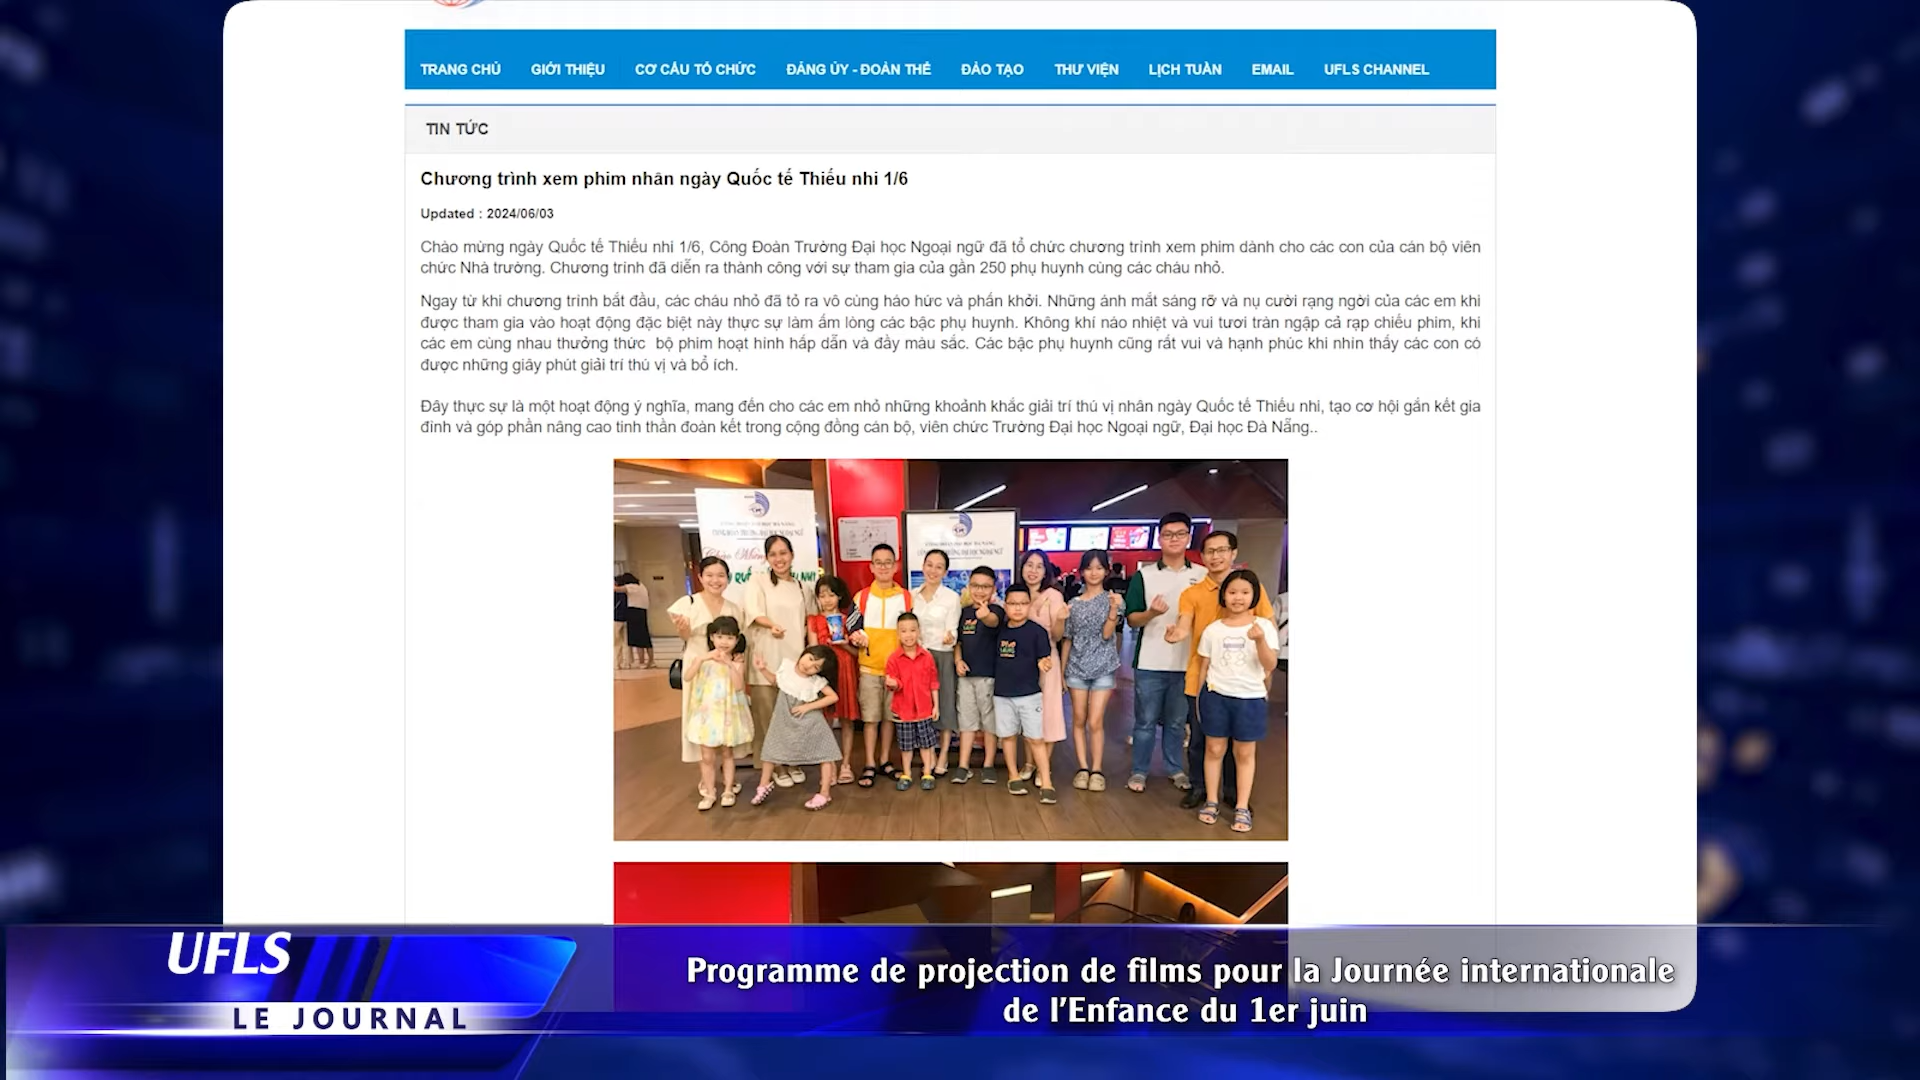 TRANG CHỦ GIỚI THIỆU CƠ CẤU TỔ CHỨC ĐẢNG ỦY - ĐOÀN THỂ ĐÀO TẠO THƯ VIỆN LỊCH TUẦN EMAIL UFLS CHANNEL
TIN TỨC
Chương trình xem phim nhân ngày Quốc tế Thiếu nhi 1/6
Updated : 2024/06/03
Chào mừng ngày Quốc tế Thiếu nhi 1/6, Công Đoàn Trường Đại học Ngoại ngữ đã tổ chức chương trình xem phim dành cho các con của cán bộ viên
chức Nhà trường. Chương trình đã diễn ra thành công với sự tham gia của gần 250 phụ huynh cùng các cháu nhỏ.
Ngay từ khi chương trình bắt đầu, các cháu nhỏ đã tỏ ra vô cùng háo hức và phấn khởi. Những ánh mắt sáng rỡ và nụ cười rạng ngời của các em khi
được tham gia vào hoạt động đặc biệt này thực sự làm ấm lòng các bậc phụ huynh. Không khí náo nhiệt và vui tươi tràn ngập cả rạp chiếu phim, khi
các em cùng nhau thưởng thức bộ phim hoạt hình hấp dẫn và đầy màu sắc. Các bậc phụ huynh cũng rất vui và hạnh phúc khi nhìn thấy các con có
được những giây phút giải trí thú vị và bổ ích.
Đây thực sự là một hoạt động ý nghĩa, mang đến cho các em nhỏ những khoảnh khắc giải trí thú vị nhân ngày Quốc tế Thiếu nhi, tạo cơ hội gắn kết gia
đình và góp phần nâng cao tinh thần đoàn kết trong cộng đồng cán bộ, viên chức Trường Đại học Ngoại ngữ, Đại học Đà Nẵng..
UFLS
LE JOURNAL
Programme de projection de films pour la Journée internationale
de l'Enfance du 1er juin